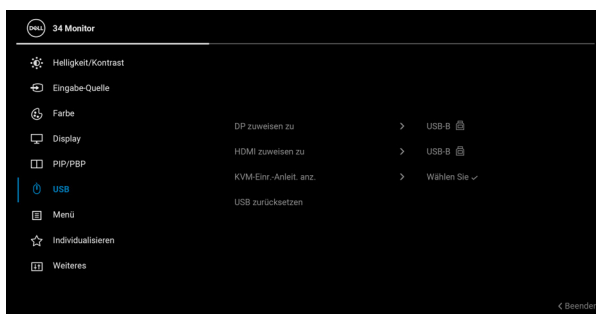 DELL 34 Monitor
Helligkeit/Kontrast
Eingabe-Quelle
Farbe
Display
PIP/PBP
USB
Menü
Individualisieren
Weiteres
DP zuweisen zu > USB-B
HDMI zuweisen zu > USB-B
KVM-Einr.-Anleit. anz. > Wählen Sie ✓
USB zurücksetzen
< Beenden